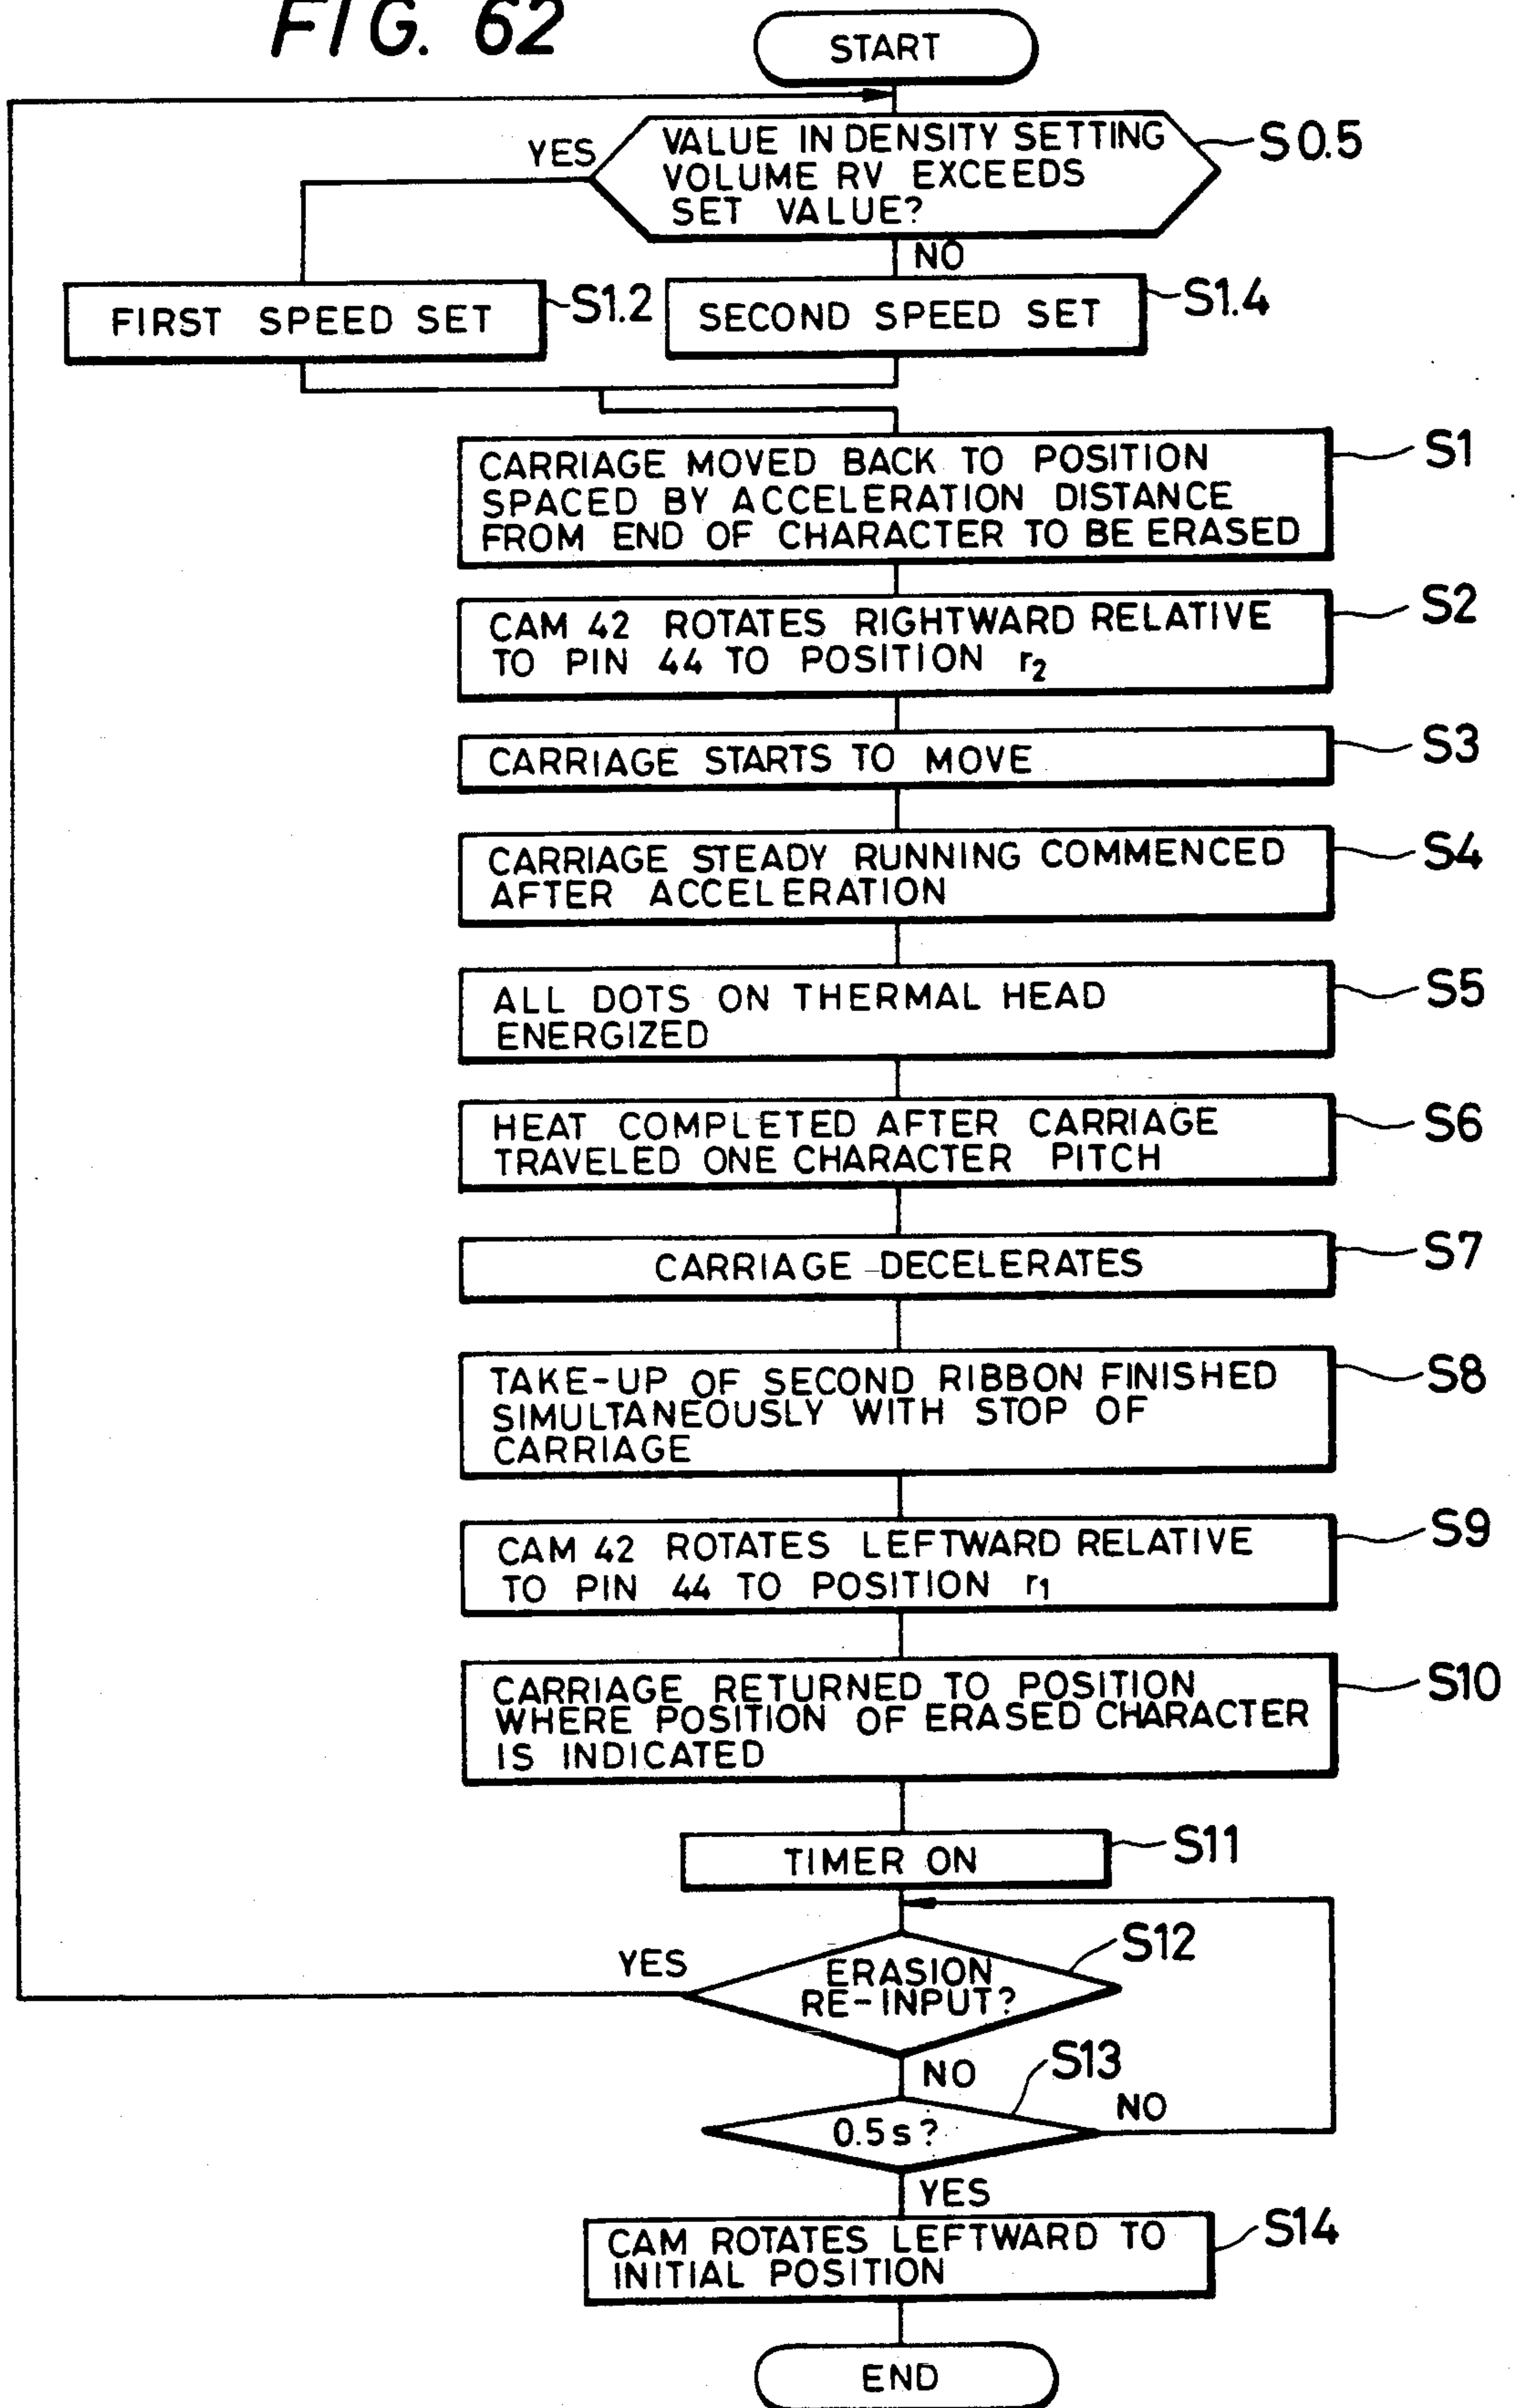 FIG. 62
START
VALUE IN DENSITY SETTING
VOLUME RV EXCEEDS
SET VALUE?
S0.5
YES
NO
FIRST SPEED SET
S1.2
SECOND SPEED SET
S1.4
CARRIAGE MOVED BACK TO POSITION
SPACED BY ACCELERATION DISTANCE
FROM END OF CHARACTER TO BE ERASED
S1
CAM 42 ROTATES RIGHTWARD RELATIVE
TO PIN 44 TO POSITION r2
S2
CARRIAGE STARTS TO MOVE
S3
CARRIAGE STEADY RUNNING COMMENCED
AFTER ACCELERATION
S4
ALL DOTS ON THERMAL HEAD
ENERGIZED
S5
HEAT COMPLETED AFTER CARRIAGE
TRAVELED ONE CHARACTER PITCH
S6
CARRIAGE DECELERATES
S7
TAKE-UP OF SECOND RIBBON FINISHED
SIMULTANEOUSLY WITH STOP OF
CARRIAGE
S8
CAM 42 ROTATES LEFTWARD RELATIVE
TO PIN 44 TO POSITION r1
S9
CARRIAGE RETURNED TO POSITION
WHERE POSITION OF ERASED CHARACTER
IS INDICATED
S10
TIMER ON
S11
YES
ERASION
RE-INPUT?
S12
NO
S13
0.5s?
NO
YES
CAM ROTATES LEFTWARD TO
INITIAL POSITION
S14
END